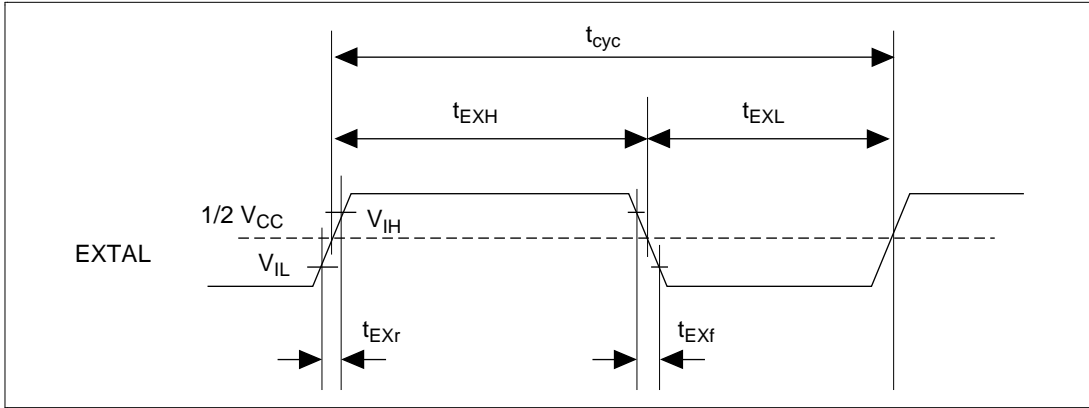 tcyc
tEXH
tEXL
1/2 VCC
VIH
EXTAL
VIL
tEXr
tEXf